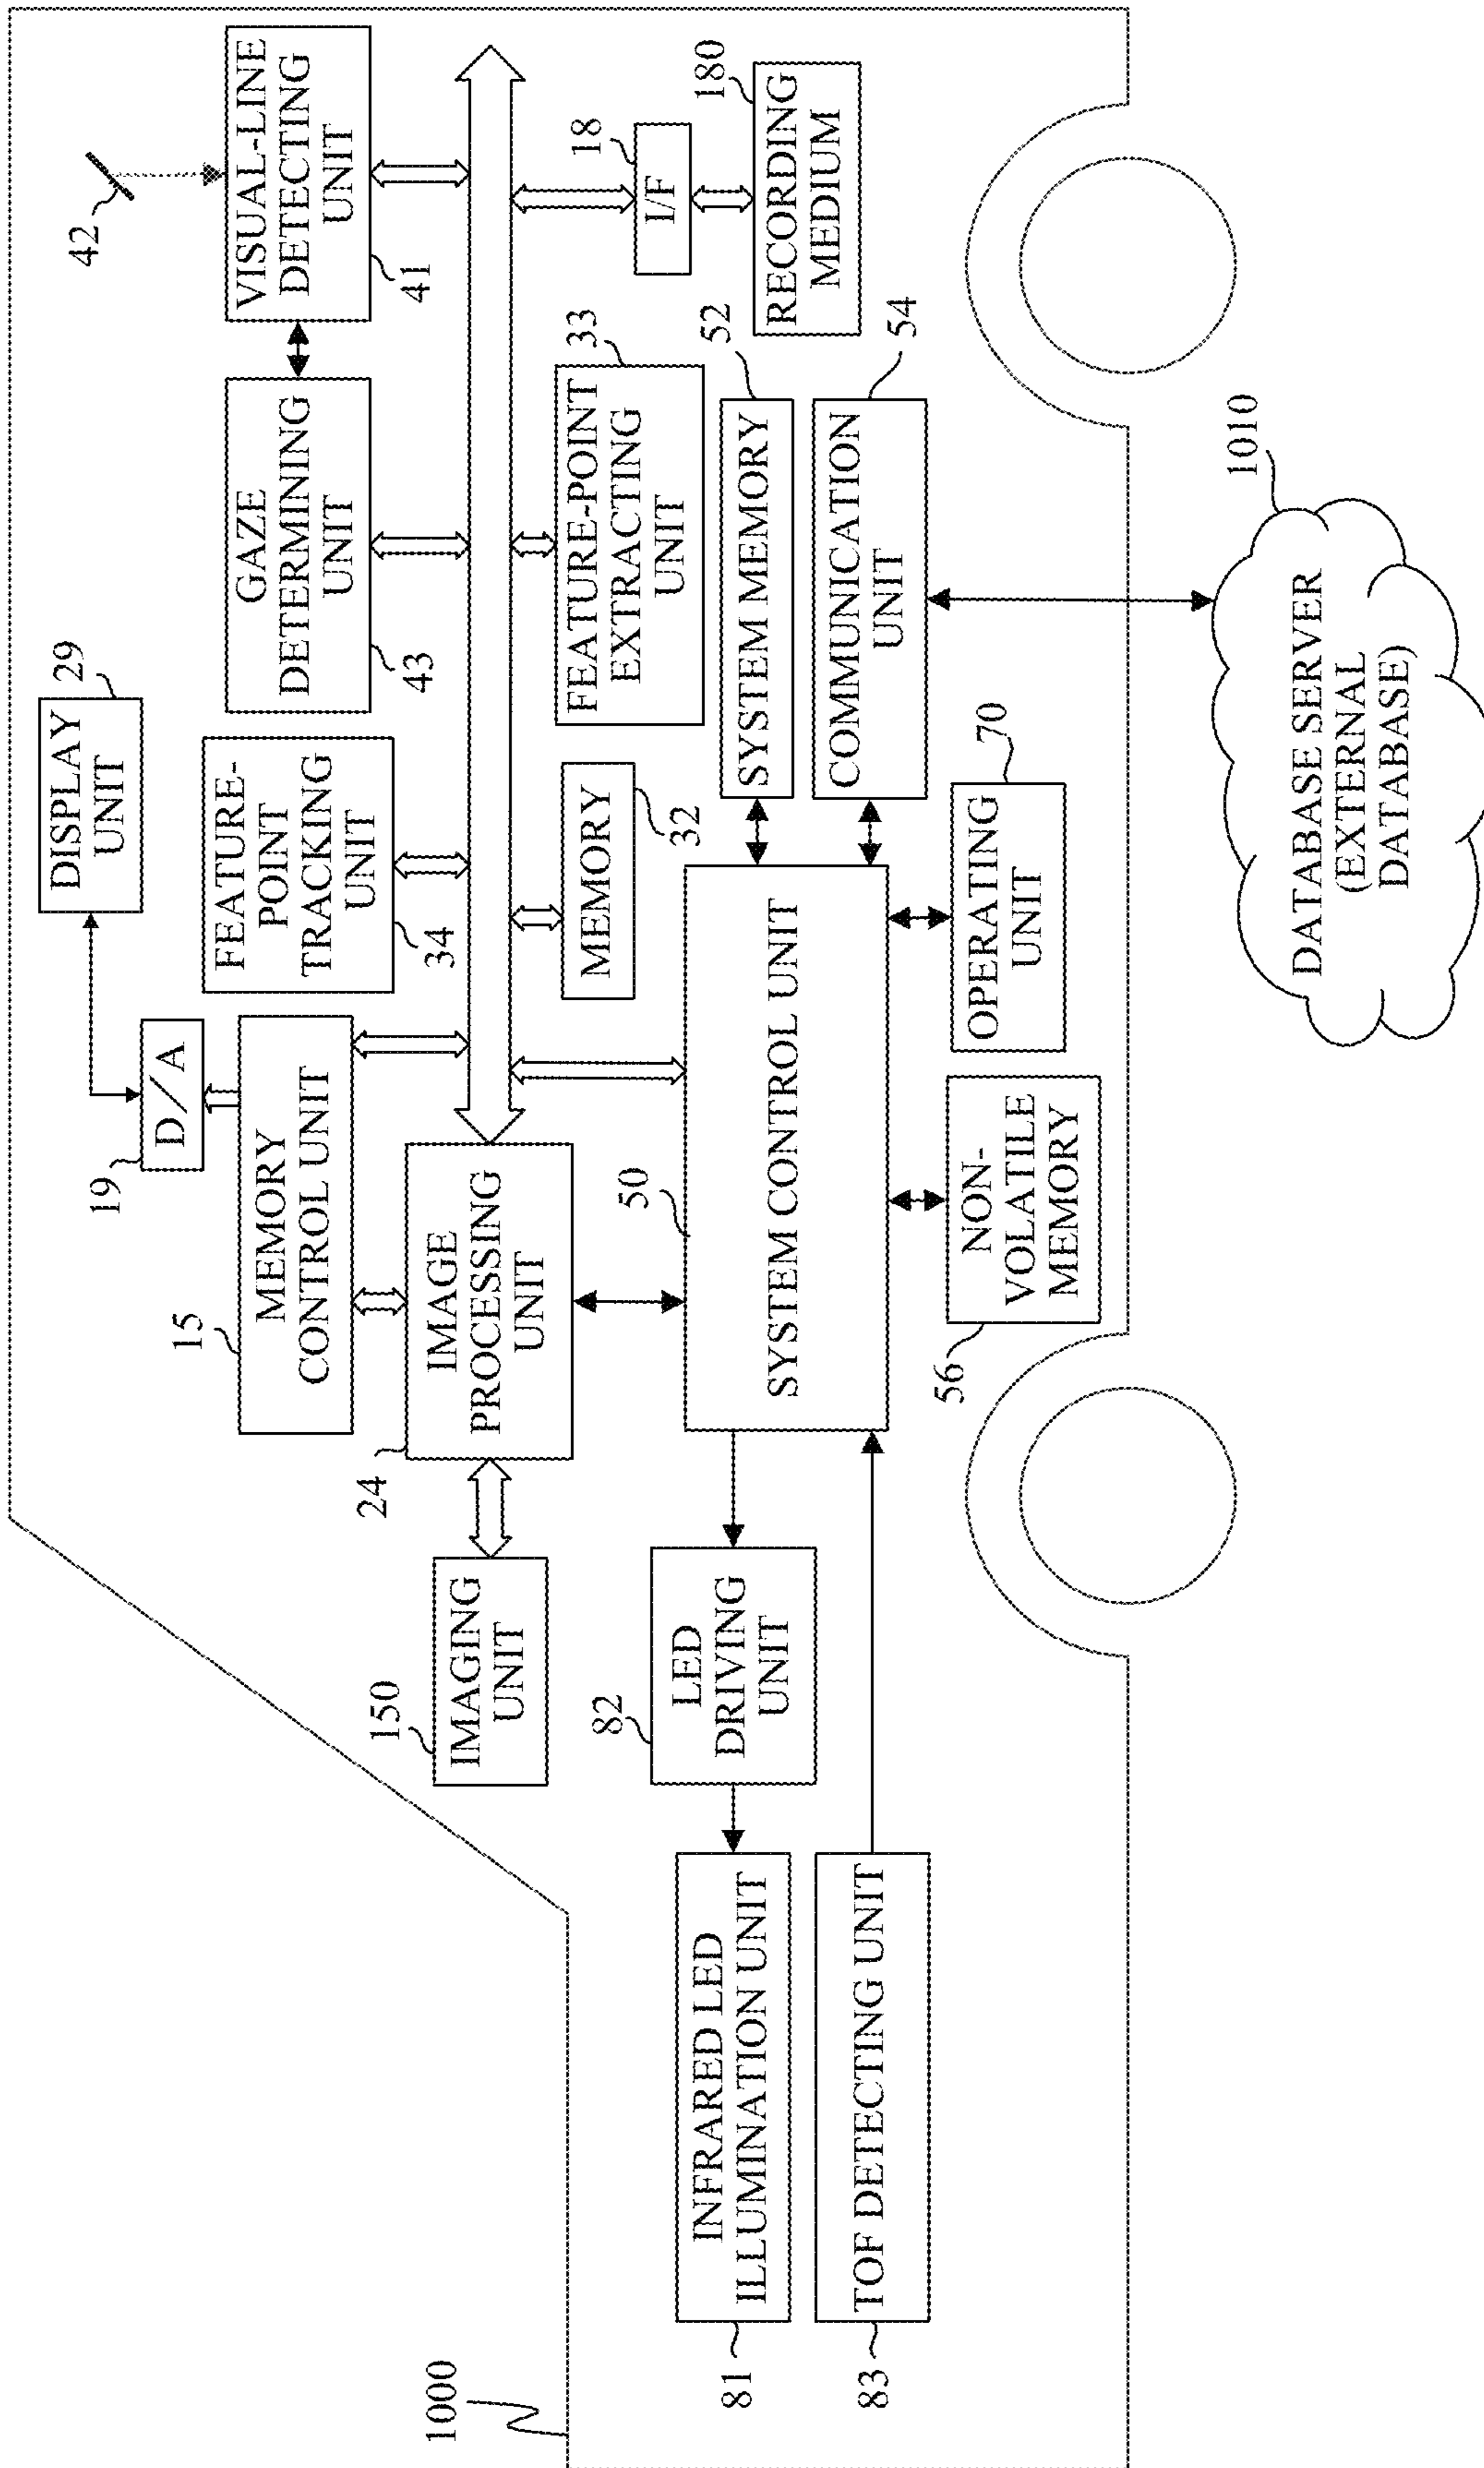 1000
42
VISUAL-LINE
DETECTING
UNIT
41
GAZE
DETERMINING
UNIT
43
DISPLAY
UNIT
29
FEATURE-
POINT
TRACKING
UNIT
34
D/A
19
MEMORY
CONTROL UNIT
15
IMAGE
PROCESSING
UNIT
24
IMAGING
UNIT
150
MEMORY
32
FEATURE-POINT
EXTRACTING
UNIT
33
I/F
18
RECORDING
MEDIUM
180
SYSTEM MEMORY
52
COMMUNICATION
UNIT
54
SYSTEM CONTROL UNIT
50
LED
DRIVING
UNIT
82
INFRARED LED
ILLUMINATION UNIT
81
TOF DETECTING UNIT
83
NON-
VOLATILE
MEMORY
56
OPERATING
UNIT
70
DATABASE SERVER
(EXTERNAL
DATABASE)
1010